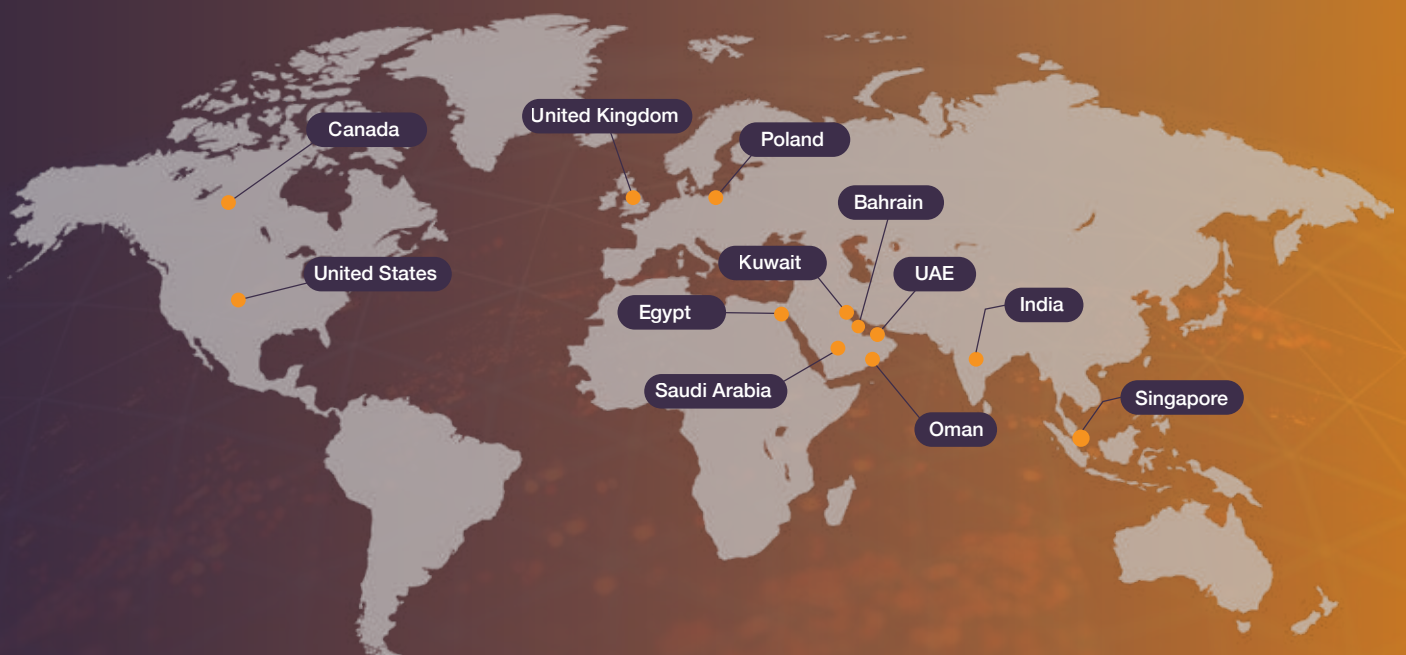 United Kingdom
Canada
Poland
Bahrain
Kuwait
UAE
United States
India
Egypt
Saudi Arabia
Singapore
Oman